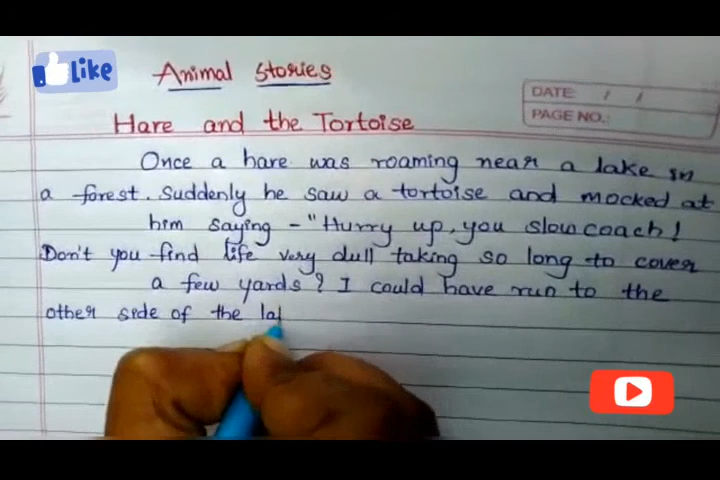 Like
Animal Stories
DATE: / /
PAGE NO.:
Hare and the Tortoise
Once a hare was roaming near a lake in
a forest. Suddenly he saw a tortoise and mocked at
him saying - "Hurry up, you slow coach!
Don't you find life very dull taking so long to cover
a few yards? I could have run to the
other side of the la